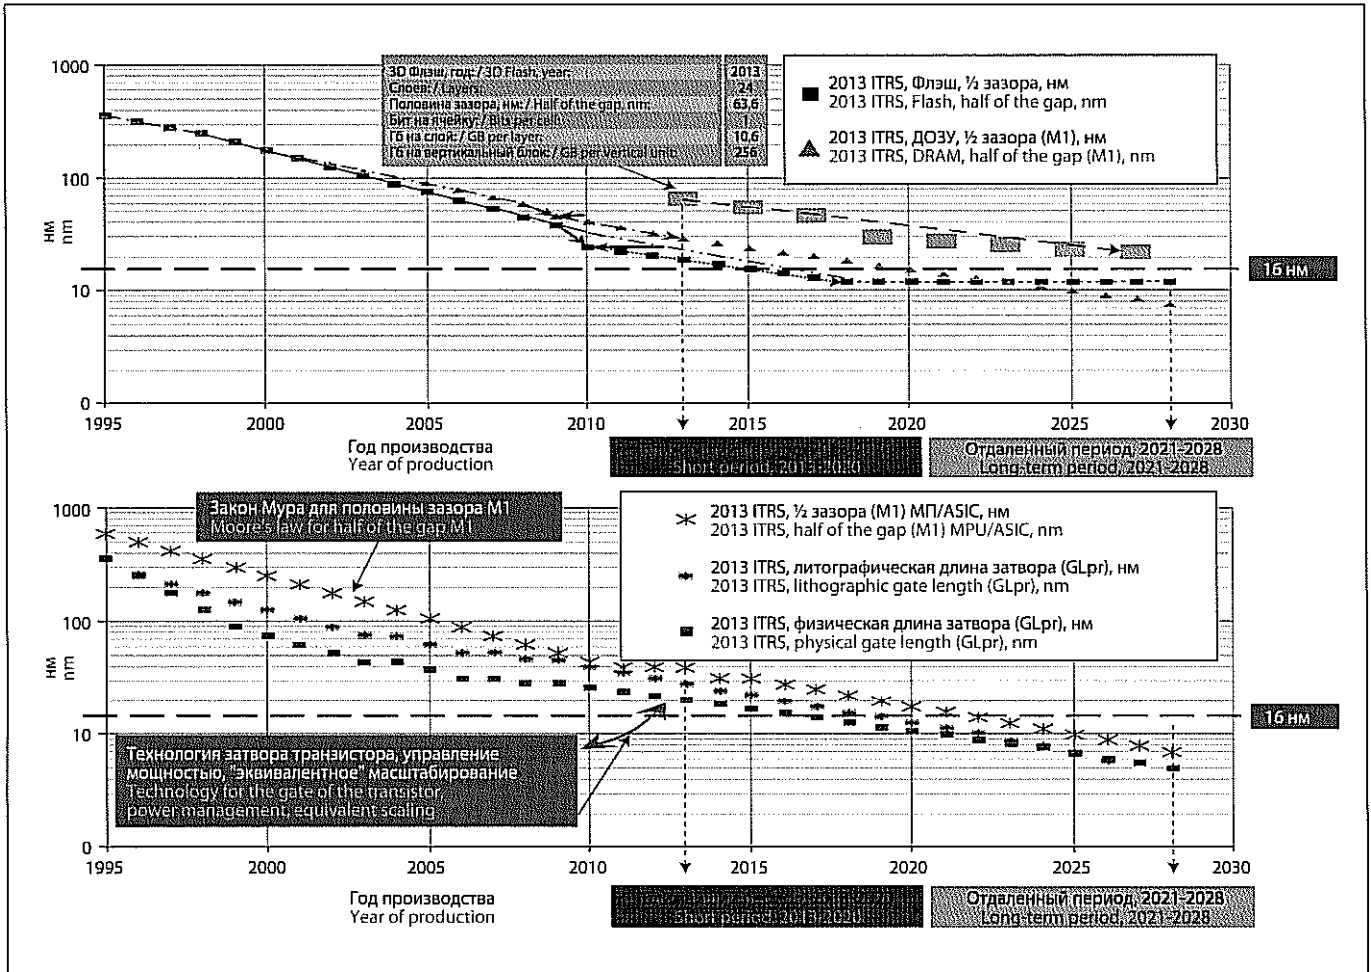 1000
100
10
0
нм
nm
3D Флэш, год: / 3D Flash, year: 2013
Слоев: / Layers: 24
Половина зазора, нм: / Half of the gap, nm: 63,6
Бит на ячейку: / Bits per cell: 1
Гб на слой: / GB per layer: 10,6
Гб на вертикальный блок: / GB per vertical unit: 256
2013 ITRS, Флэш, ½ зазора, нм
2013 ITRS, Flash, half of the gap, nm
2013 ITRS, ДОЗУ, ½ зазора (М1), нм
2013 ITRS, DRAM, half of the gap (M1), nm
16 нм
1995 2000 2005 2010 2015 2020 2025 2030
Год производства
Year of production
Short period, 2013-2020
Отдаленный период, 2021-2028
Long-term period, 2021-2028
1000
100
10
0
нм
nm
Закон Мура для половины зазора М1
Moore's law for half of the gap M1
2013 ITRS, ½ зазора (М1) МП/ASIC, нм
2013 ITRS, half of the gap (M1) MPU/ASIC, nm
2013 ITRS, литографическая длина затвора (GLpr), нм
2013 ITRS, lithographic gate length (GLpr), nm
2013 ITRS, физическая длина затвора (GLpr), нм
2013 ITRS, physical gate length (GLpr), nm
16 нм
Технология затвора транзистора, управление
мощностью, "эквивалентное" масштабирование
Technology for the gate of the transistor,
power management, equivalent scaling
1995 2000 2005 2010 2015 2020 2025 2030
Год производства
Year of production
Short period, 2013-2020
Отдаленный период, 2021-2028
Long-term period, 2021-2028